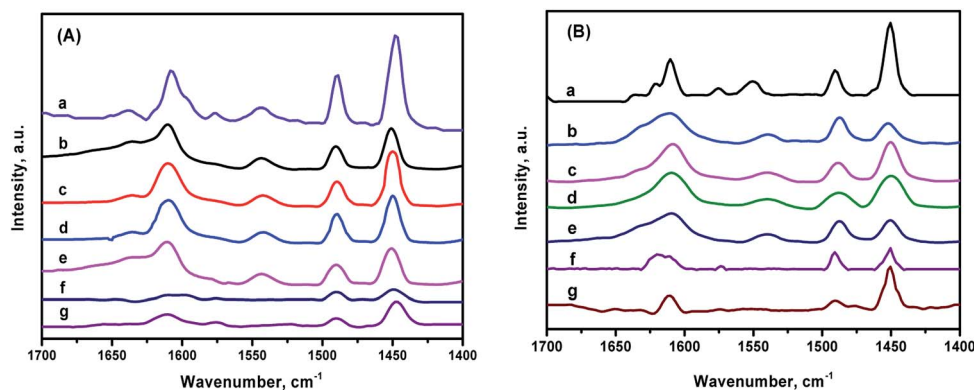 (A)
Intensity, a.u.
a
b
c
d
e
f
g
1700 1650 1600 1550 1500 1450 1400
Wavenumber, cm⁻¹
(B)
Intensity, a.u.
a
b
c
d
e
f
g
1700 1650 1600 1550 1500 1450 1400
Wavenumber, cm⁻¹